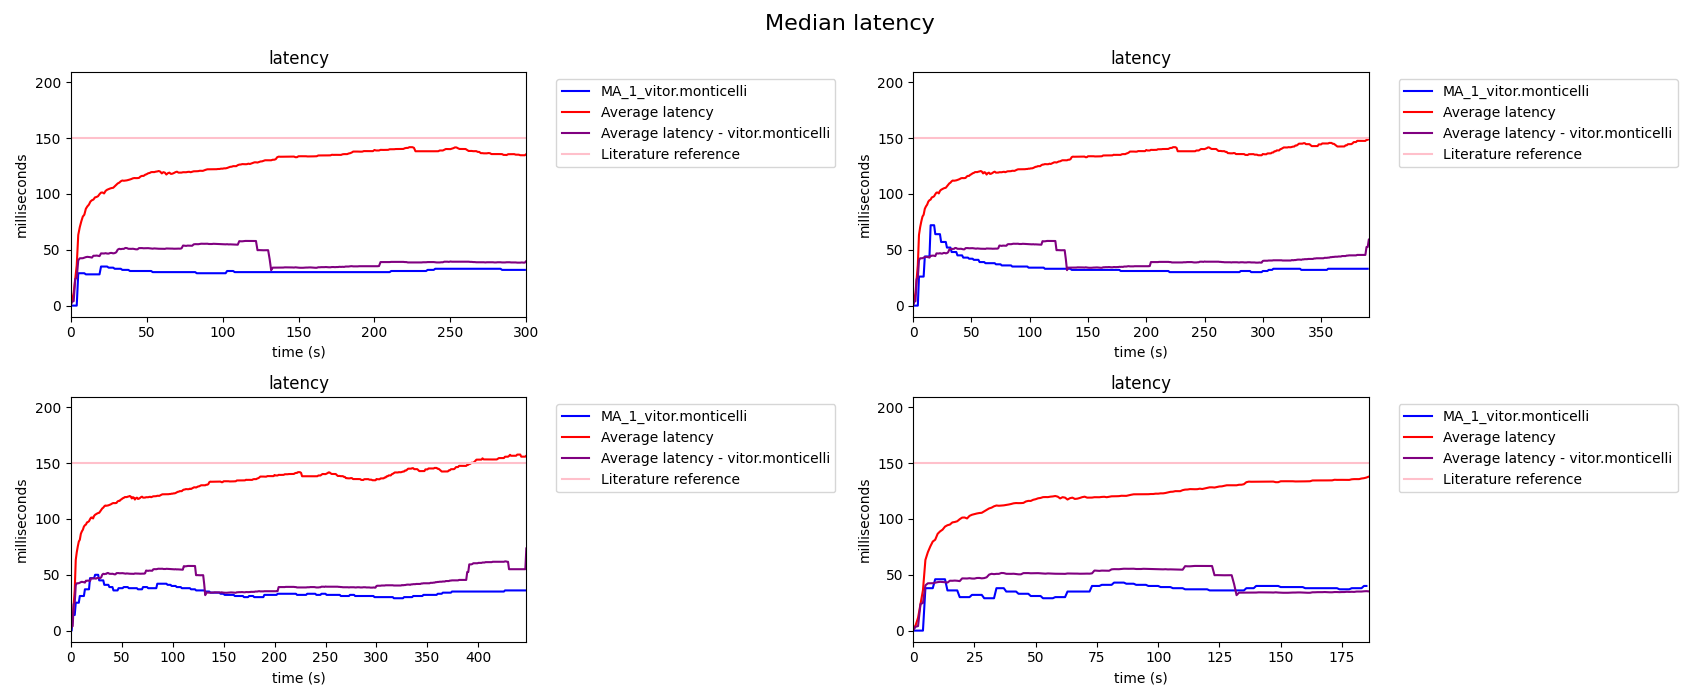 Median latency
latency
200
150
100
50
0
milliseconds
0 50 100 150 200 250 300
time (s)
MA_1_vitor.monticelli
Average latency
Average latency - vitor.monticelli
Literature reference
latency
200
150
100
50
0
milliseconds
0 50 100 150 200 250 300 350
time (s)
MA_1_vitor.monticelli
Average latency
Average latency - vitor.monticelli
Literature reference
latency
200
150
100
50
0
milliseconds
0 50 100 150 200 250 300 350 400
time (s)
MA_1_vitor.monticelli
Average latency
Average latency - vitor.monticelli
Literature reference
latency
200
150
100
50
0
milliseconds
0 25 50 75 100 125 150 175
time (s)
MA_1_vitor.monticelli
Average latency
Average latency - vitor.monticelli
Literature reference